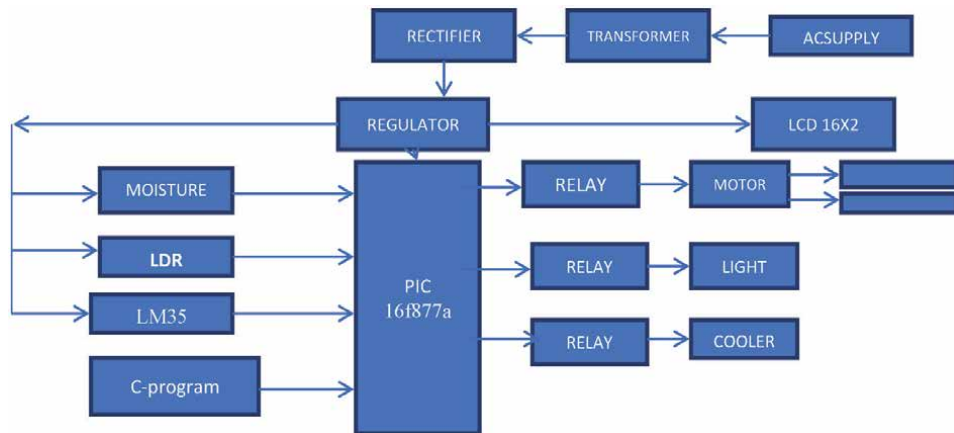 RECTIFIER
TRANSFORMER
ACSUPPLY
REGULATOR
LCD 16X2
MOISTURE
RELAY
MOTOR
LDR
RELAY
LIGHT
PIC
16f877a
LM35
RELAY
COOLER
C-program